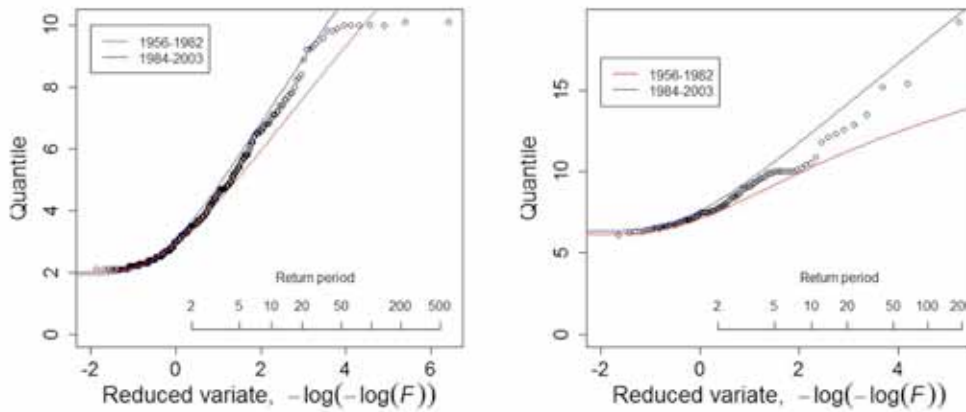 10
8
6
4
2
0
Quantile
1956-1982
1984-2003
Return period
2 5 10 20 50 200 500
-2 0 2 4 6
Reduced variate, −log(−log(F))
15
10
5
0
Quantile
1956-1982
1984-2003
Return period
2 5 10 20 50 100 200
-2 0 2 4
Reduced variate, −log(−log(F))